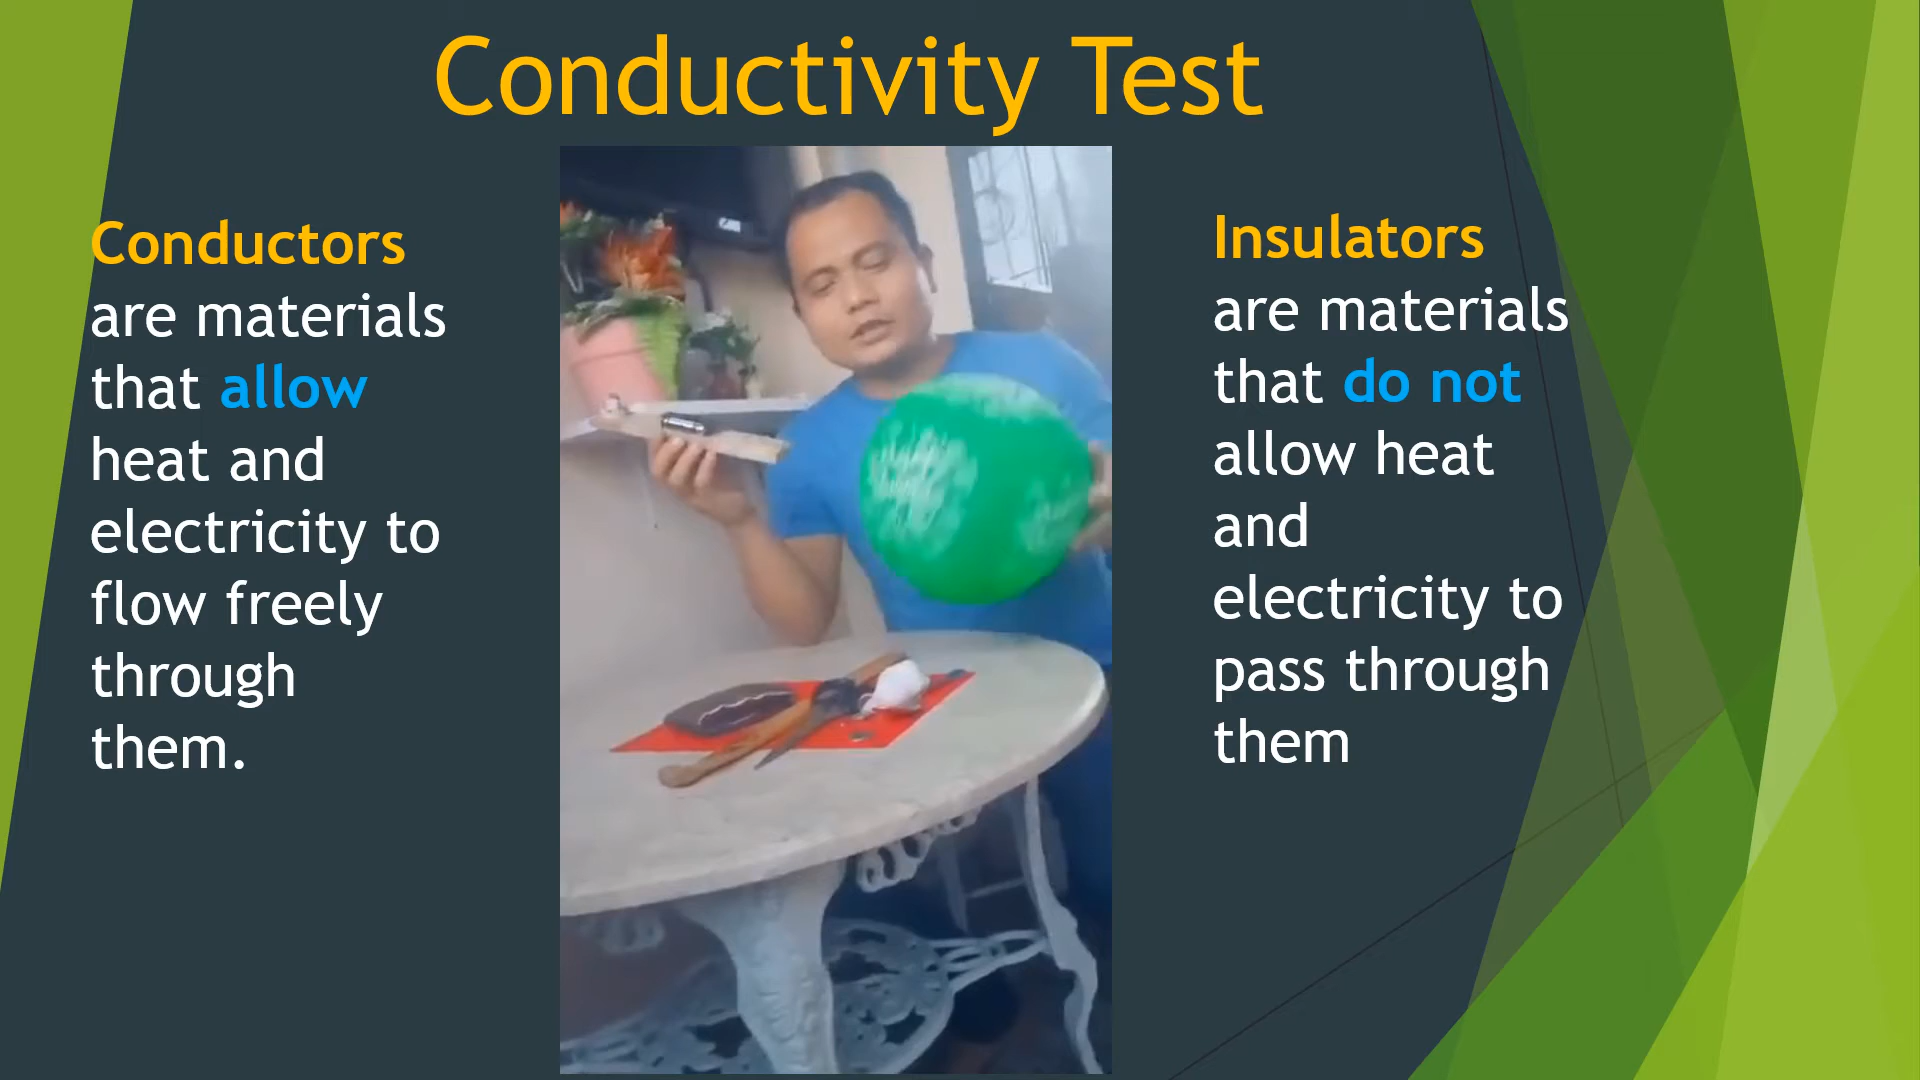 Conductivity Test
Conductors
are materials
that allow
heat and
electricity to
flow freely
through
them.
Insulators
are materials
that do not
allow heat
and
electricity to
pass through
them